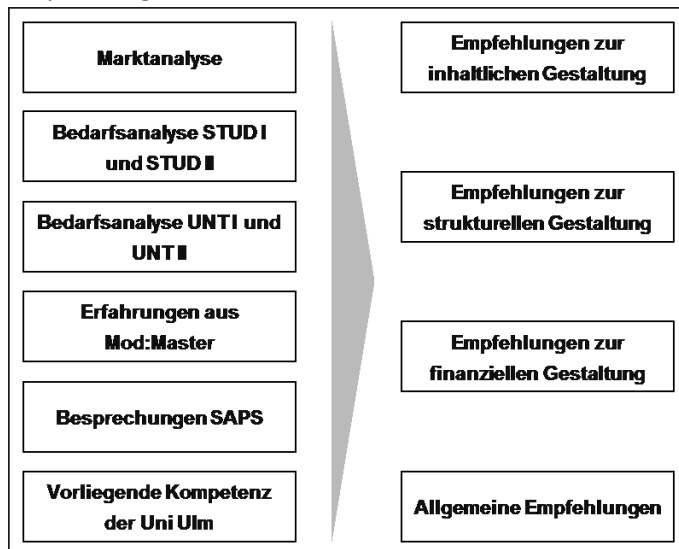 Marktanalyse
Bedarfsanalyse STUD I
und STUD II
Bedarfsanalyse UNT I und
UNT II
Erfahrungen aus
Mod:Master
Besprechungen SAPS
Vorliegende Kompetenz
der Uni Ulm
Empfehlungen zur
inhaltlichen Gestaltung
Empfehlungen zur
strukturellen Gestaltung
Empfehlungen zur
finanziellen Gestaltung
Allgemeine Empfehlungen